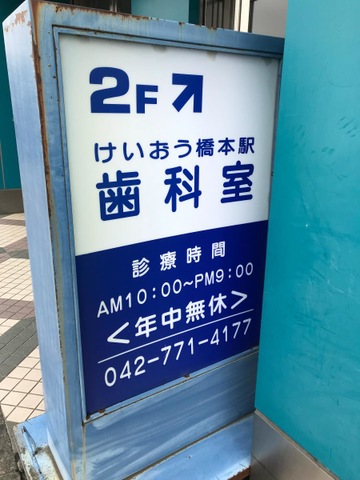 2F↗
けいおう橋本駅
歯科室
診療時間
AM10:00~PM9:00
<年中無休>
042-771-4177